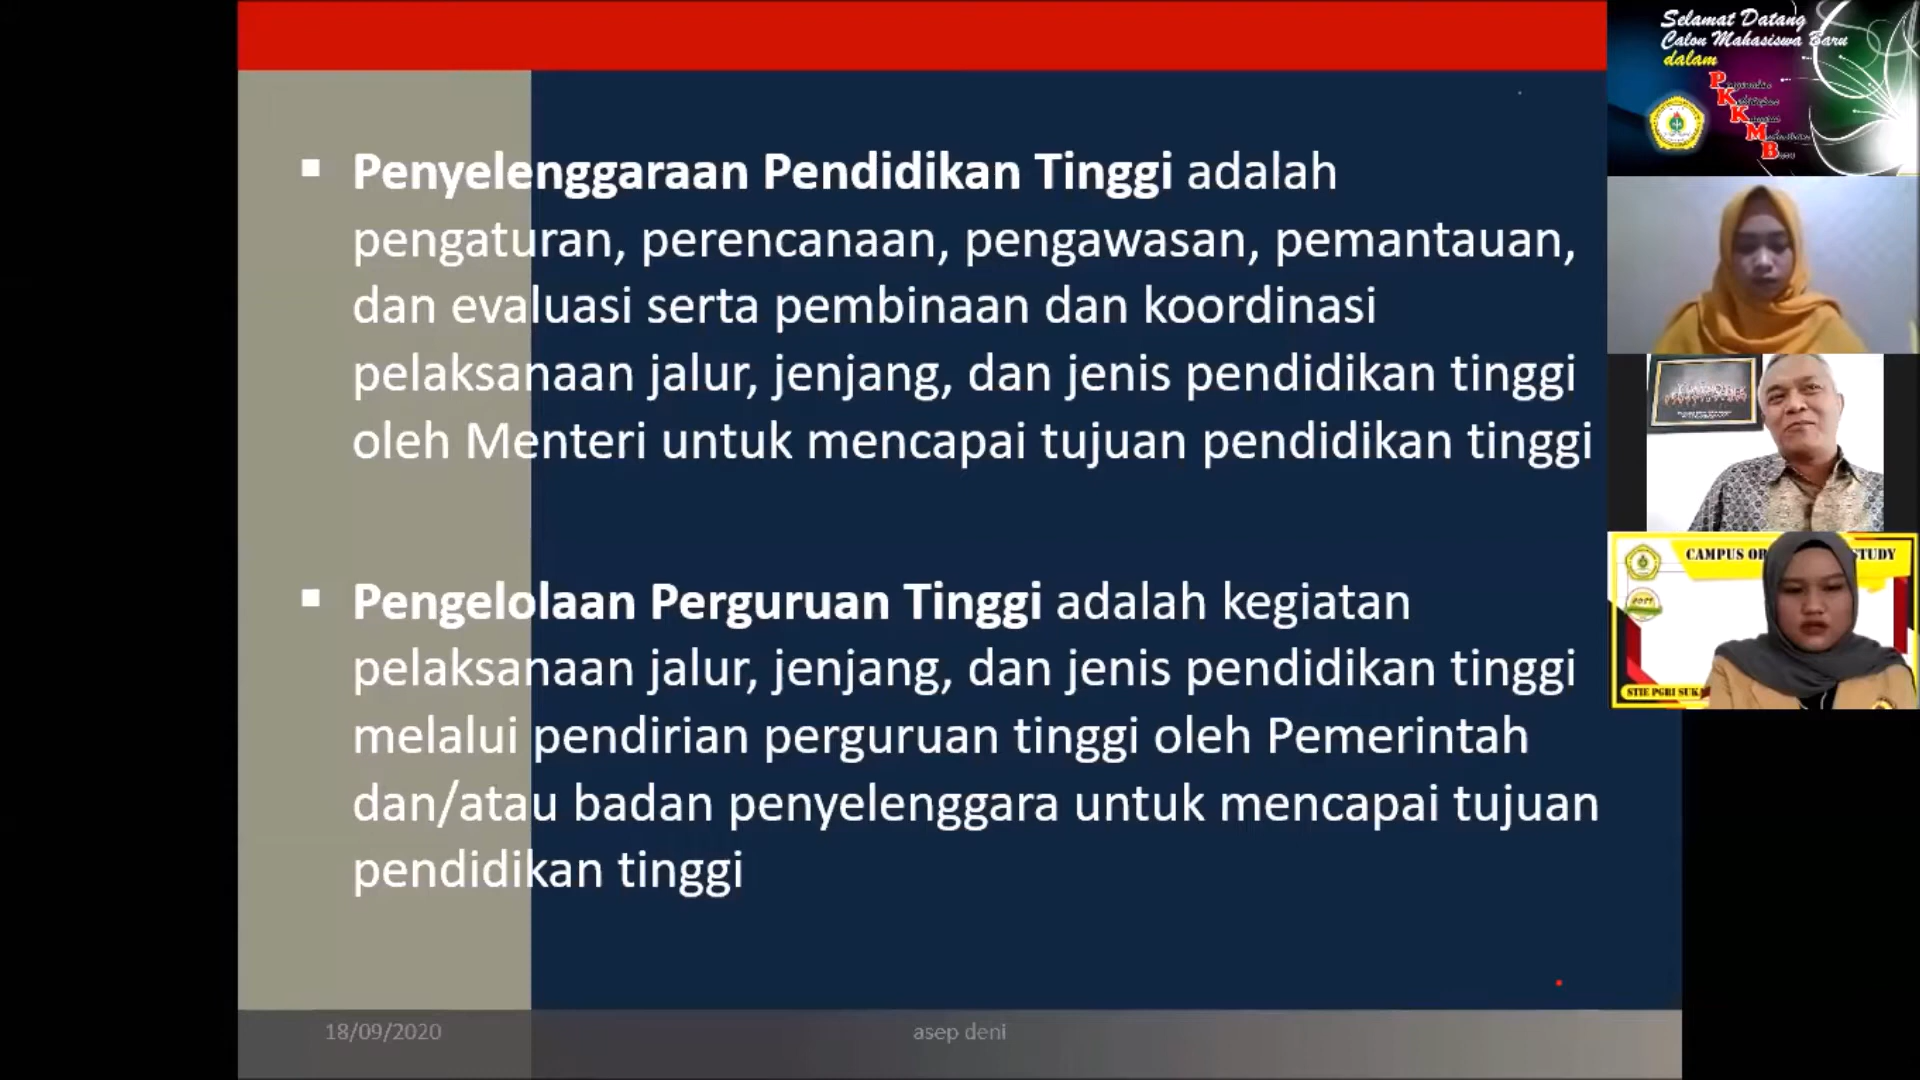 ▪ Penyelenggaraan Pendidikan Tinggi adalah
pengaturan, perencanaan, pengawasan, pemantauan,
dan evaluasi serta pembinaan dan koordinasi
pelaksanaan jalur, jenjang, dan jenis pendidikan tinggi
oleh Menteri untuk mencapai tujuan pendidikan tinggi
▪ Pengelolaan Perguruan Tinggi adalah kegiatan
pelaksanaan jalur, jenjang, dan jenis pendidikan tinggi
melalui pendirian perguruan tinggi oleh Pemerintah
dan/atau badan penyelenggara untuk mencapai tujuan
pendidikan tinggi
18/09/2020
asep deni
Selamat Datang
Calon Mahasiswa Baru
dalam
P
K
K
M
B
CAMPUS OR TUDY
STIE PGRI SUKA